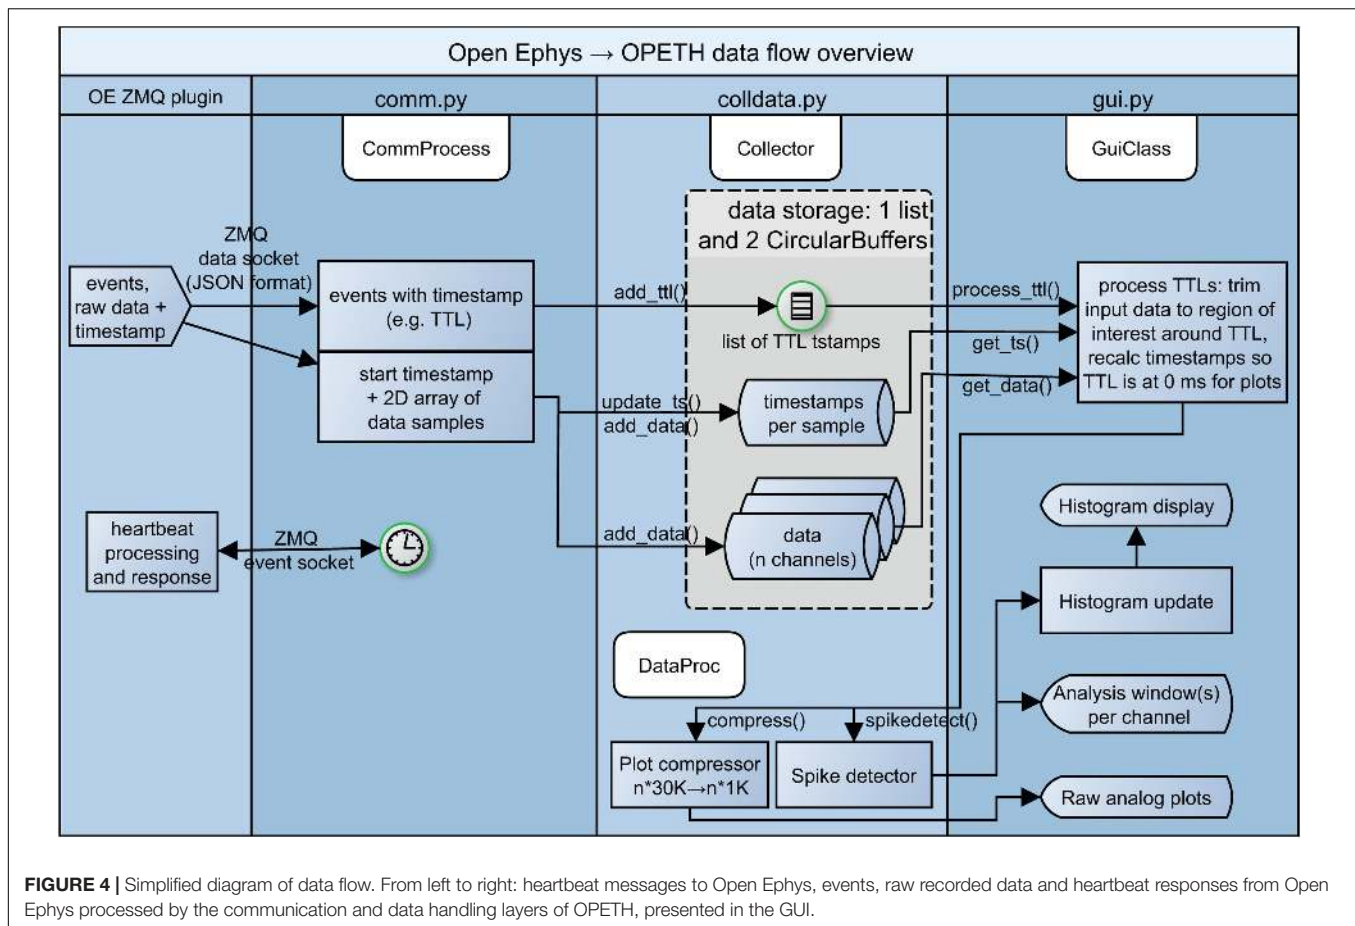 Open Ephys → OPETH data flow overview
OE ZMQ plugin
comm.py
colldata.py
gui.py
CommProcess
Collector
GuiClass
data storage: 1 list
and 2 CircularBuffers
ZMQ
data socket
(JSON format)
events,
raw data +
timestamp
events with timestamp
(e.g. TTL)
start timestamp
+ 2D array of
data samples
add_ttl()
list of TTL tstamps
process_ttl()
get_ts()
get_data()
process TTLs: trim
input data to region of
interest around TTL,
recalc timestamps so
TTL is at 0 ms for plots
update_ts()
add_data()
timestamps
per sample
add_data()
data
(n channels)
heartbeat
processing
and response
ZMQ
event socket
Histogram display
Histogram update
DataProc
Analysis window(s)
per channel
compress()
spikedetect()
Plot compressor
n*30K→n*1K
Spike detector
Raw analog plots
FIGURE 4 | Simplified diagram of data flow. From left to right: heartbeat messages to Open Ephys, events, raw recorded data and heartbeat responses from Open
Ephys processed by the communication and data handling layers of OPETH, presented in the GUI.